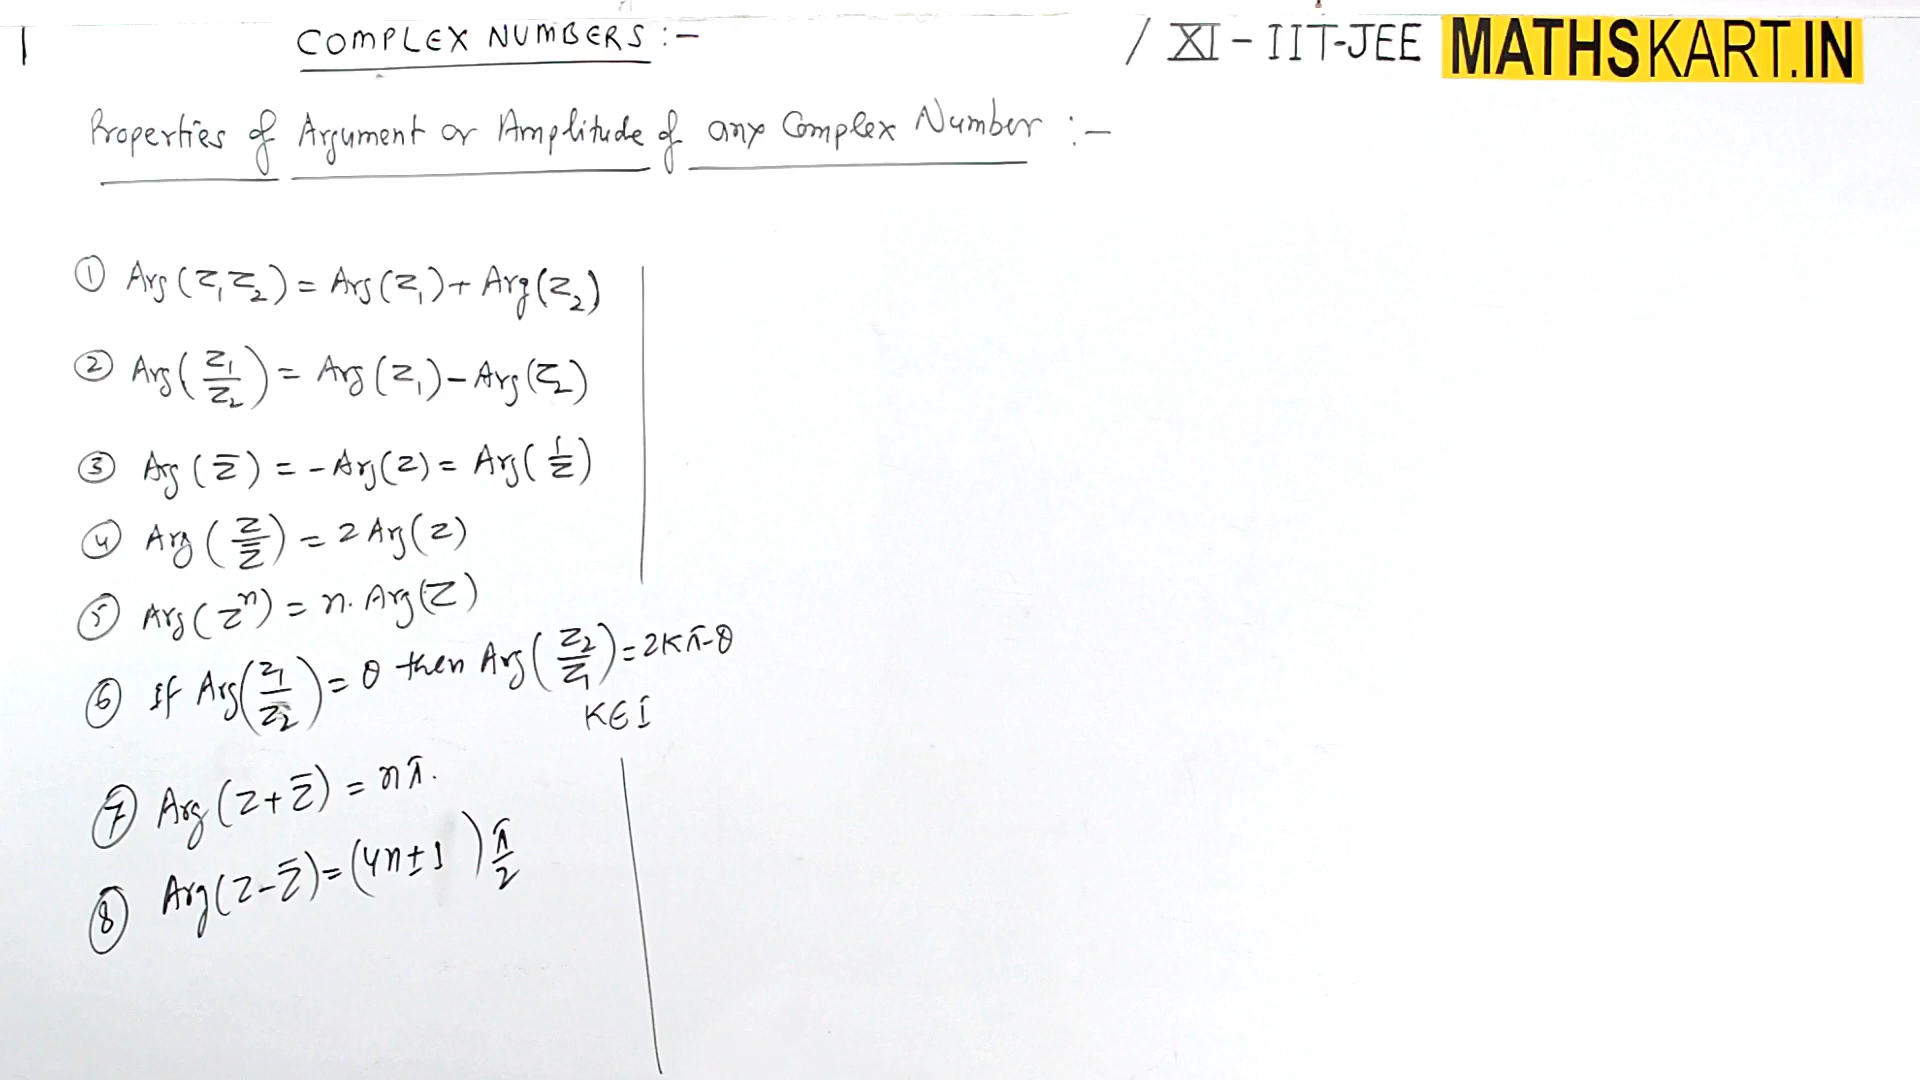 1 COMPLEX NUMBERS :- / XI - IIT-JEE MATHSKART.IN
Properties of Argument or Amplitude of any Complex Number :-
① Arg(z₁z₂) = Arg(z₁) + Arg(z₂)
② Arg(z₁/z₂) = Arg(z₁) - Arg(z₂)
③ Arg(z̄) = -Arg(z) = Arg(1/z)
④ Arg(z/z̄) = 2Arg(z)
⑤ Arg(zⁿ) = n.Arg(z)
⑥ If Arg(z₁/z₂) = θ then Arg(z₂/z₁) = 2Kπ-θ
K∈I
⑦ Arg(z+z̄) = nπ.
⑧ Arg(z-z̄) = (4n±1)π/2